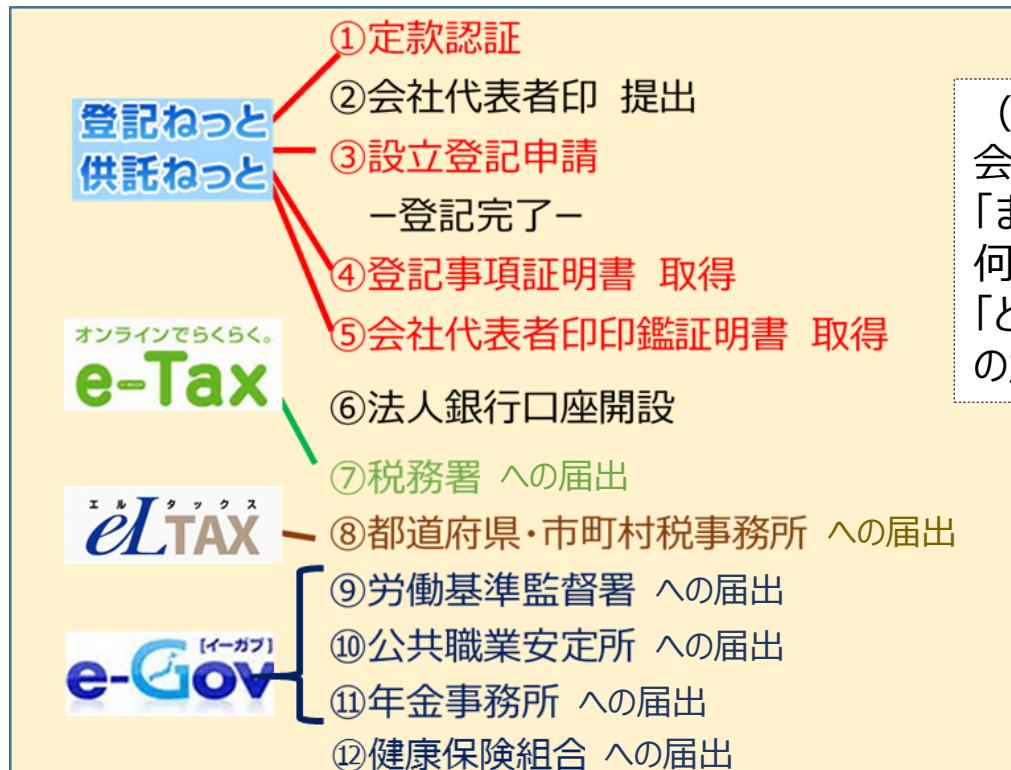 ①定款認証
②会社代表者印 提出
登記ねっと
供託ねっと
③設立登記申請
－登記完了－
④登記事項証明書 取得
⑤会社代表者印印鑑証明書 取得
オンラインでらくらく。
e-Tax
⑥法人銀行口座開設
⑦税務署 への届出
エルタックス
eLTAX
⑧都道府県・市町村税事務所 への届出
⑨労働基準監督署 への届出
[イーガブ]
e-Gov
⑩公共職業安定所 への届出
⑪年金事務所 への届出
⑫健康保険組合 への届出
（
会
「ま
何
「と
の